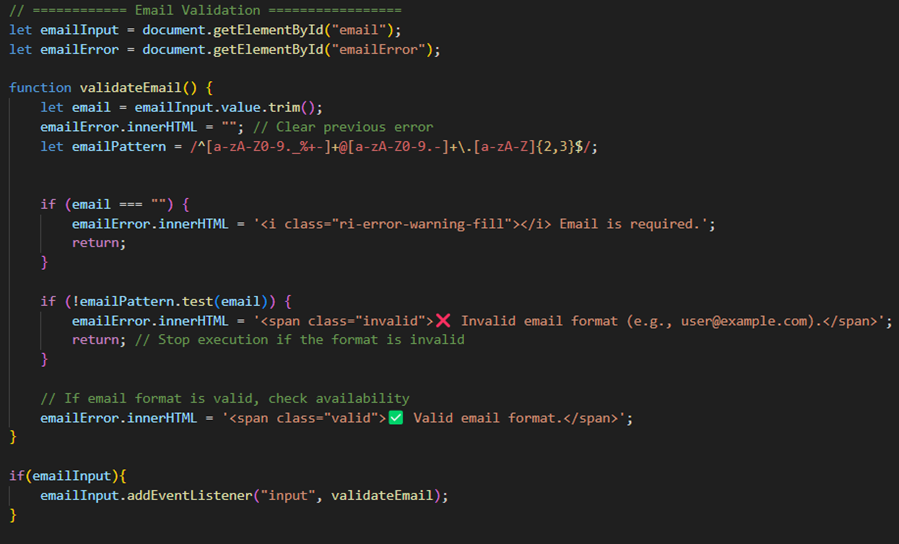 // ============ Email Validation =================
let emailInput = document.getElementById("email");
let emailError = document.getElementById("emailError");
function validateEmail() {
let email = emailInput.value.trim();
emailError.innerHTML = ""; // Clear previous error
let emailPattern = /^[a-zA-Z0-9._%+-]+@[a-zA-Z0-9.-]+\.[a-zA-Z]{2,3}$/;
if (email === "") {
emailError.innerHTML = '<i class="ri-error-warning-fill"></i> Email is required.';
return;
}
if (!emailPattern.test(email)) {
emailError.innerHTML = '<span class="invalid">❌ Invalid email format (e.g., user@example.com).</span>';
return; // Stop execution if the format is invalid
}
// If email format is valid, check availability
emailError.innerHTML = '<span class="valid">✅ Valid email format.</span>';
}
if(emailInput){
emailInput.addEventListener("input", validateEmail);
}